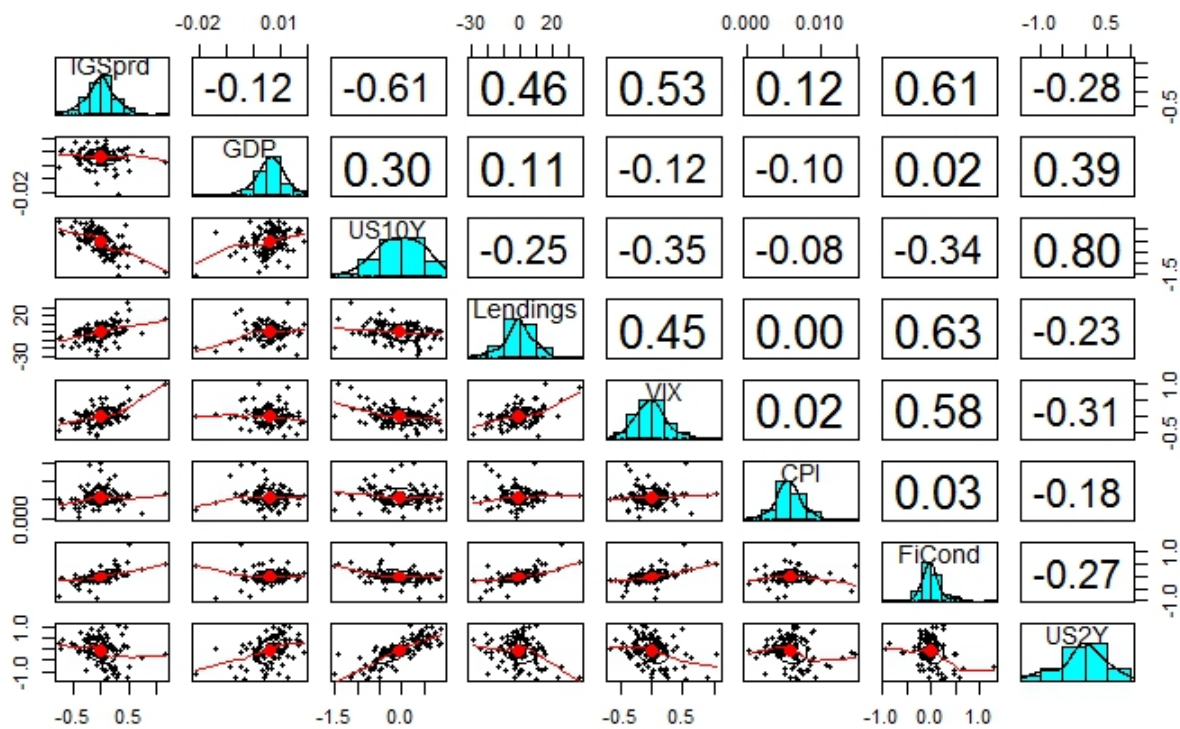 -0.02 0.01 -30 0 20 0.000 0.010 -1.0 0.5
IGSprd -0.12 -0.61 0.46 0.53 0.12 0.61 -0.28 -0.5
-0.02 GDP 0.30 0.11 -0.12 -0.10 0.02 0.39
US10Y -0.25 -0.35 -0.08 -0.34 0.80 -1.5
-30 20 Lendings 0.45 0.00 0.63 -0.23
VIX 0.02 0.58 -0.31 -0.5 1.0
0.000 CPI 0.03 -0.18
FiCond -0.27 -1.0 1.0
-1.0 1.0 US2Y
-0.5 0.5 -1.5 0.0 -0.5 0.5 -1.0 0.0 1.0